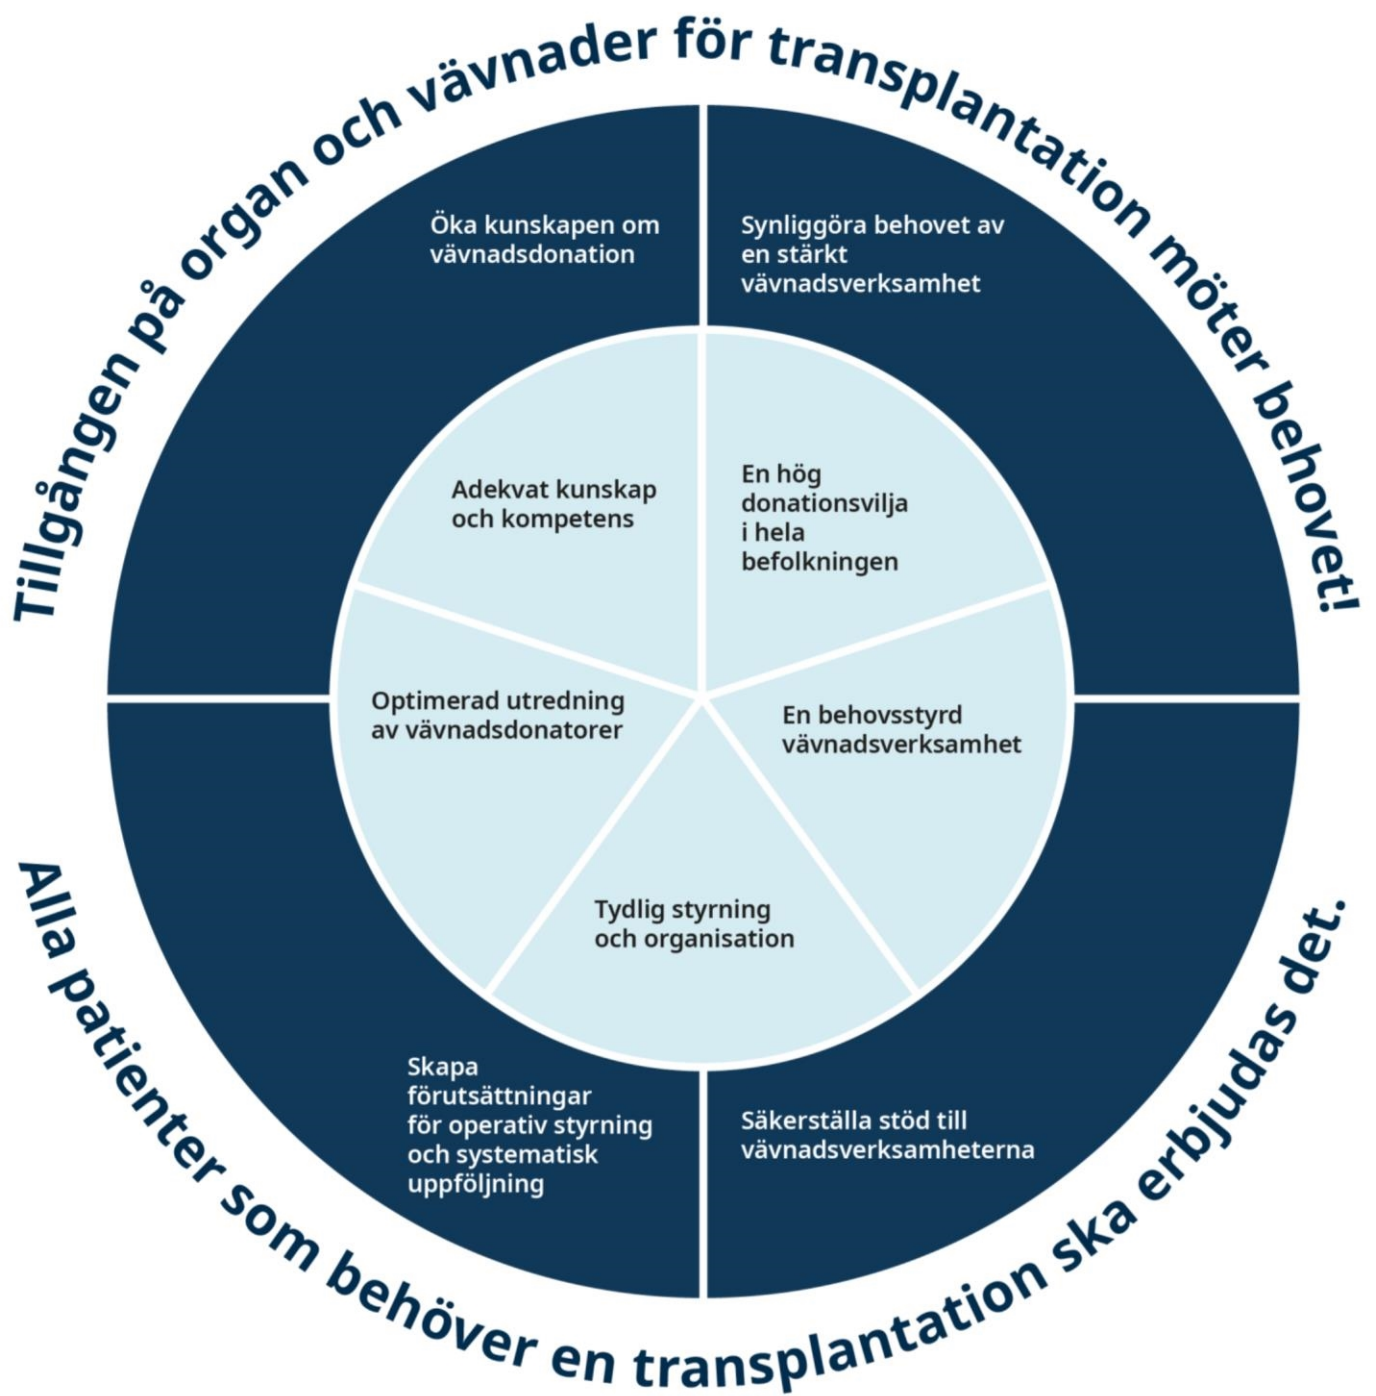 Tillgången på organ och vävnader för transplantation möter behovet!
Öka kunskapen om
vävnadsdonation
Synliggöra behovet av
en stärkt
vävnadsverksamhet
Adekvat kunskap
och kompetens
En hög
donationsvilja
i hela
befolkningen
Optimerad utredning
av vävnadsdonatorer
En behovsstyrd
vävnadsverksamhet
Tydlig styrning
och organisation
Skapa
förutsättningar
för operativ styrning
och systematisk
uppföljning
Säkerställa stöd till
vävnadsverksamheterna
Alla patienter som behöver en transplantation ska erbjudas det.